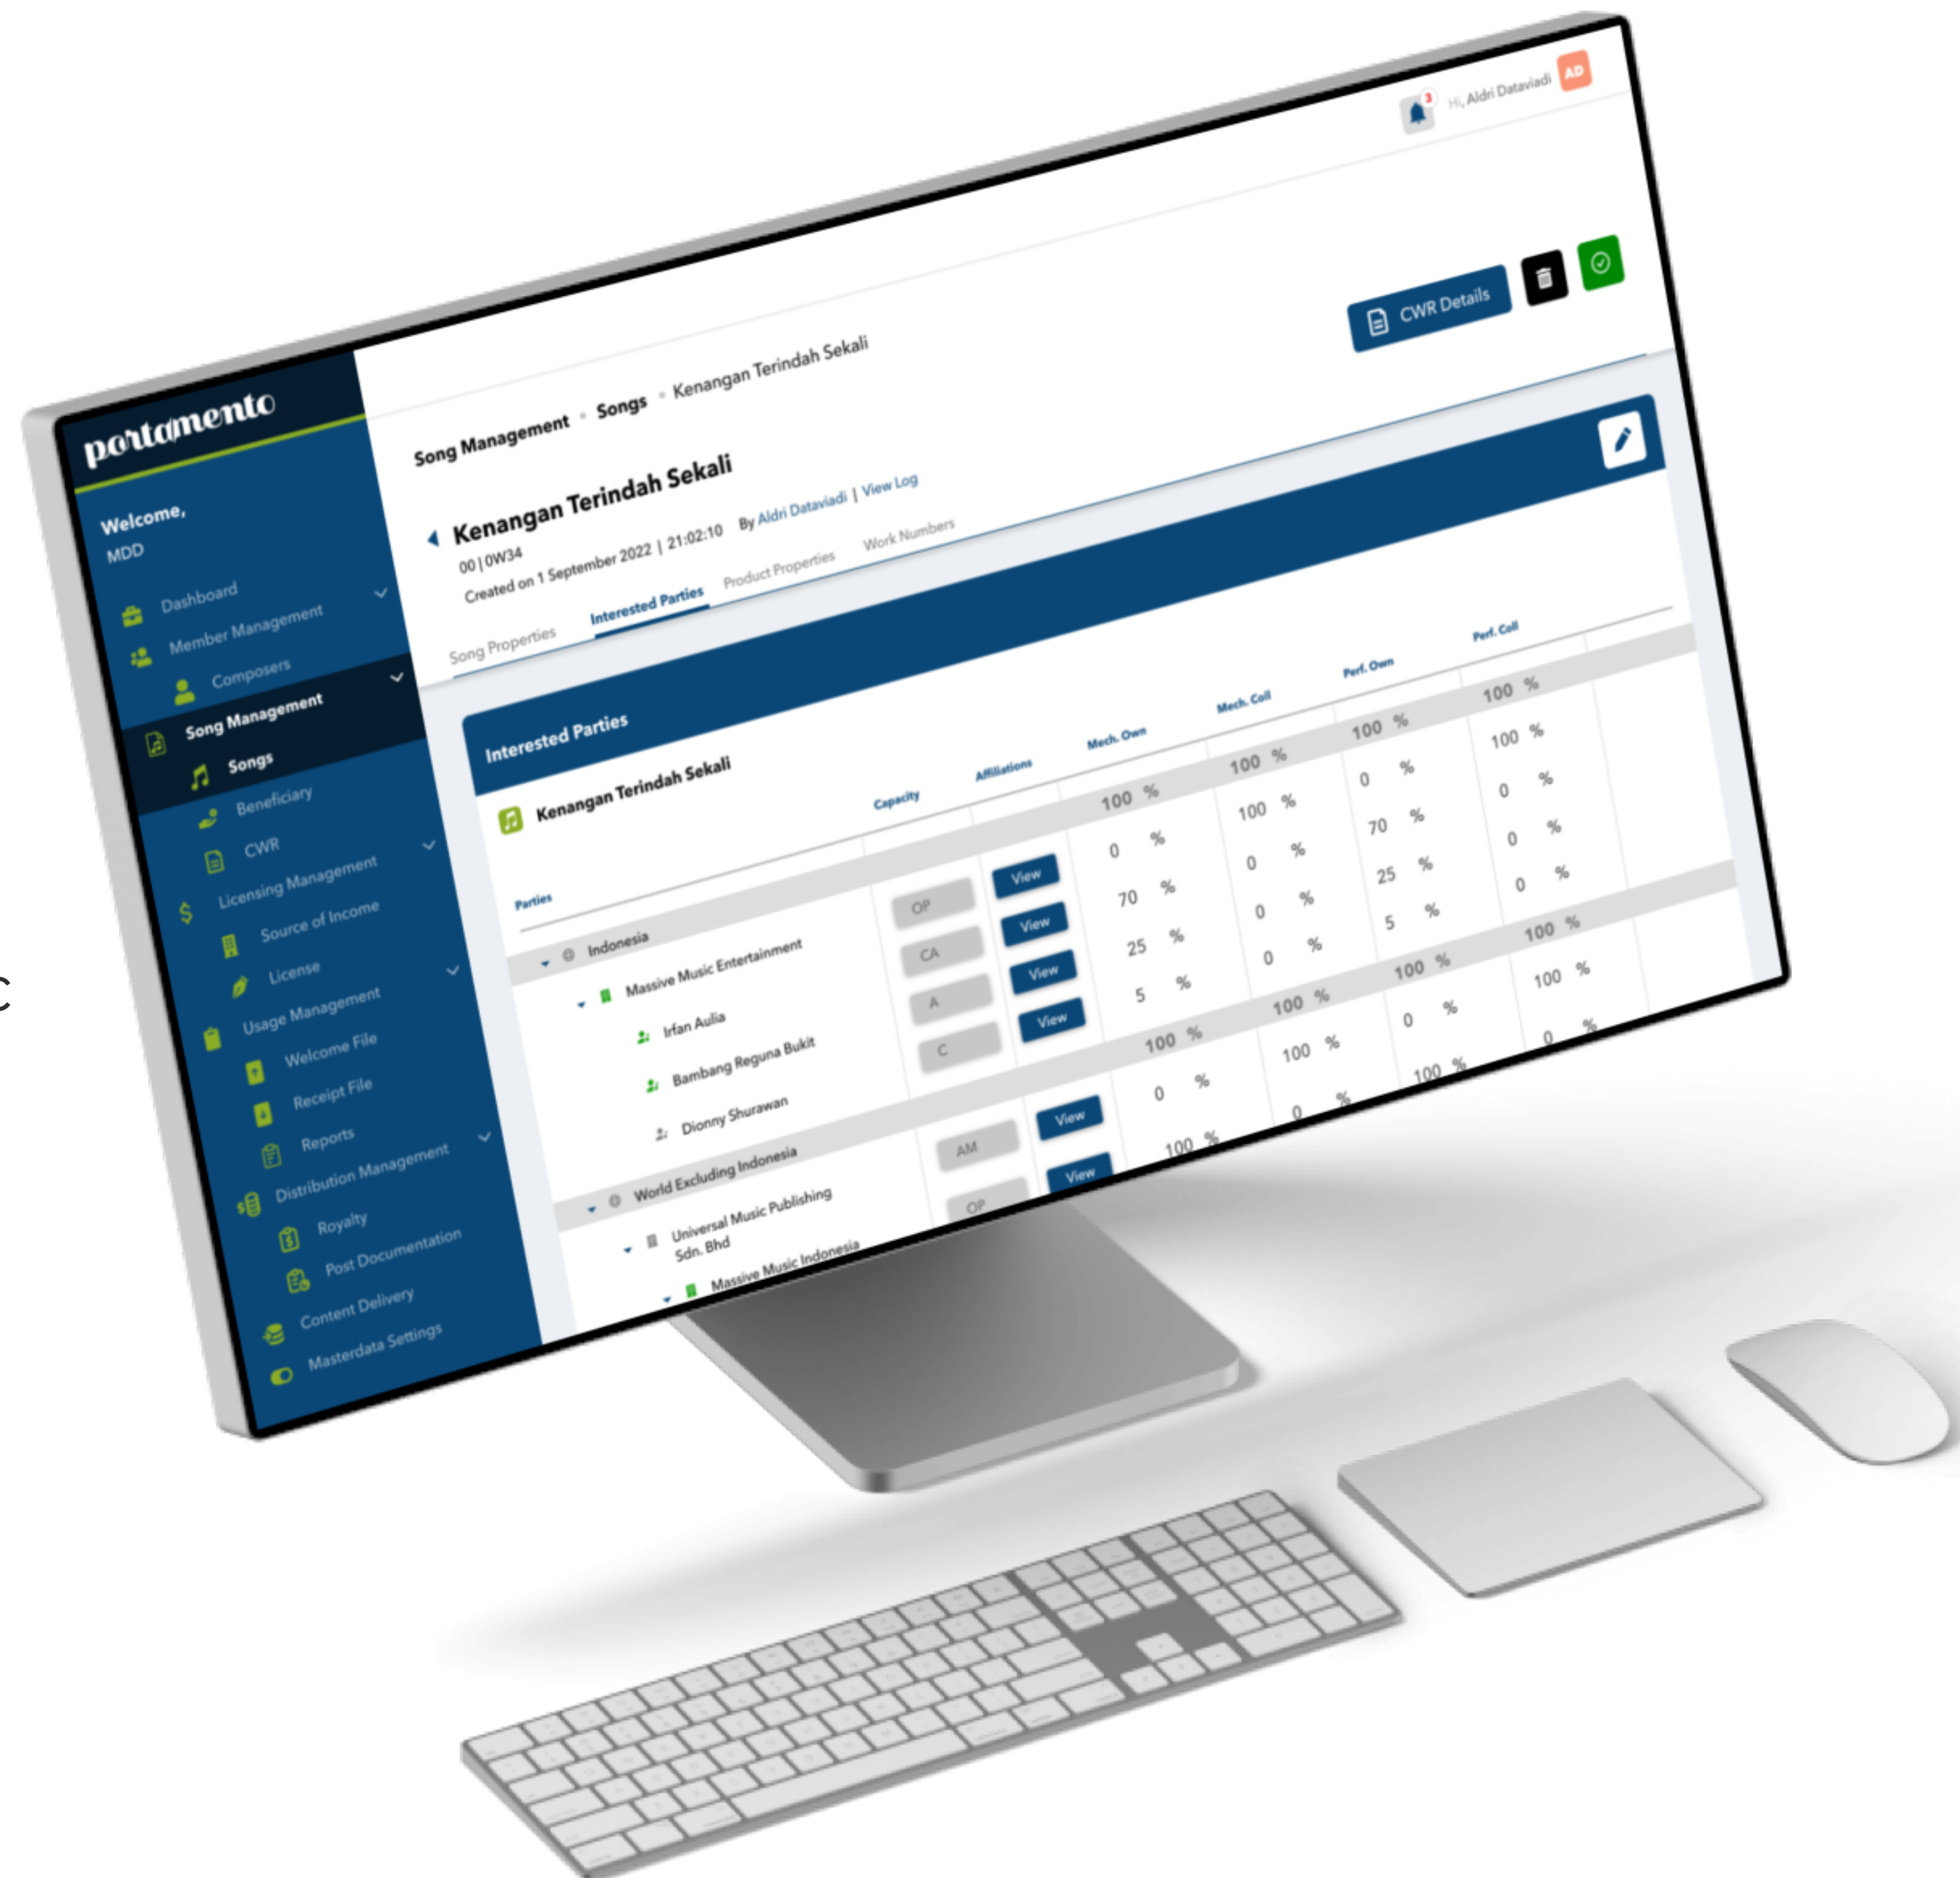 portamento
3
Hi, Aldri Dataviadi
AD
Welcome,
MDD
Dashboard
Member Management
Composers
Song Management
Songs
Beneficiary
CWR
Licensing Management
Source of Income
License
Usage Management
Welcome File
Receipt File
Reports
Distribution Management
Royalty
Post Documentation
Content Delivery
Masterdata Settings
Song Management • Songs • Kenangan Terindah Sekali
Kenangan Terindah Sekali
CWR Details
00|0W34
Created on 1 September 2022 | 21:02:10 By Aldri Dataviadi | View Log
Song Properties Interested Parties Product Properties Work Numbers
Interested Parties
Kenangan Terindah Sekali
Parties Capacity Affiliations Mech. Own Mech. Coll Perf. Own Perf. Coll
Indonesia 100 % 100 % 100 % 100 %
Massive Music Entertainment OP View 0 % 100 % 0 % 100 %
Irfan Aulia CA View 70 % 0 % 70 % 0 %
Bambang Reguna Bukit A View 25 % 0 % 25 % 0 %
Dionny Shurawan C View 5 % 0 % 5 % 0 %
World Excluding Indonesia 100 % 100 % 100 % 100 %
Universal Music Publishing
Sdn. Bhd AM View 0 % 100 % 0 % 100 %
Massive Music Indonesia OP View 100 % 0 % 100 % 0 %
C